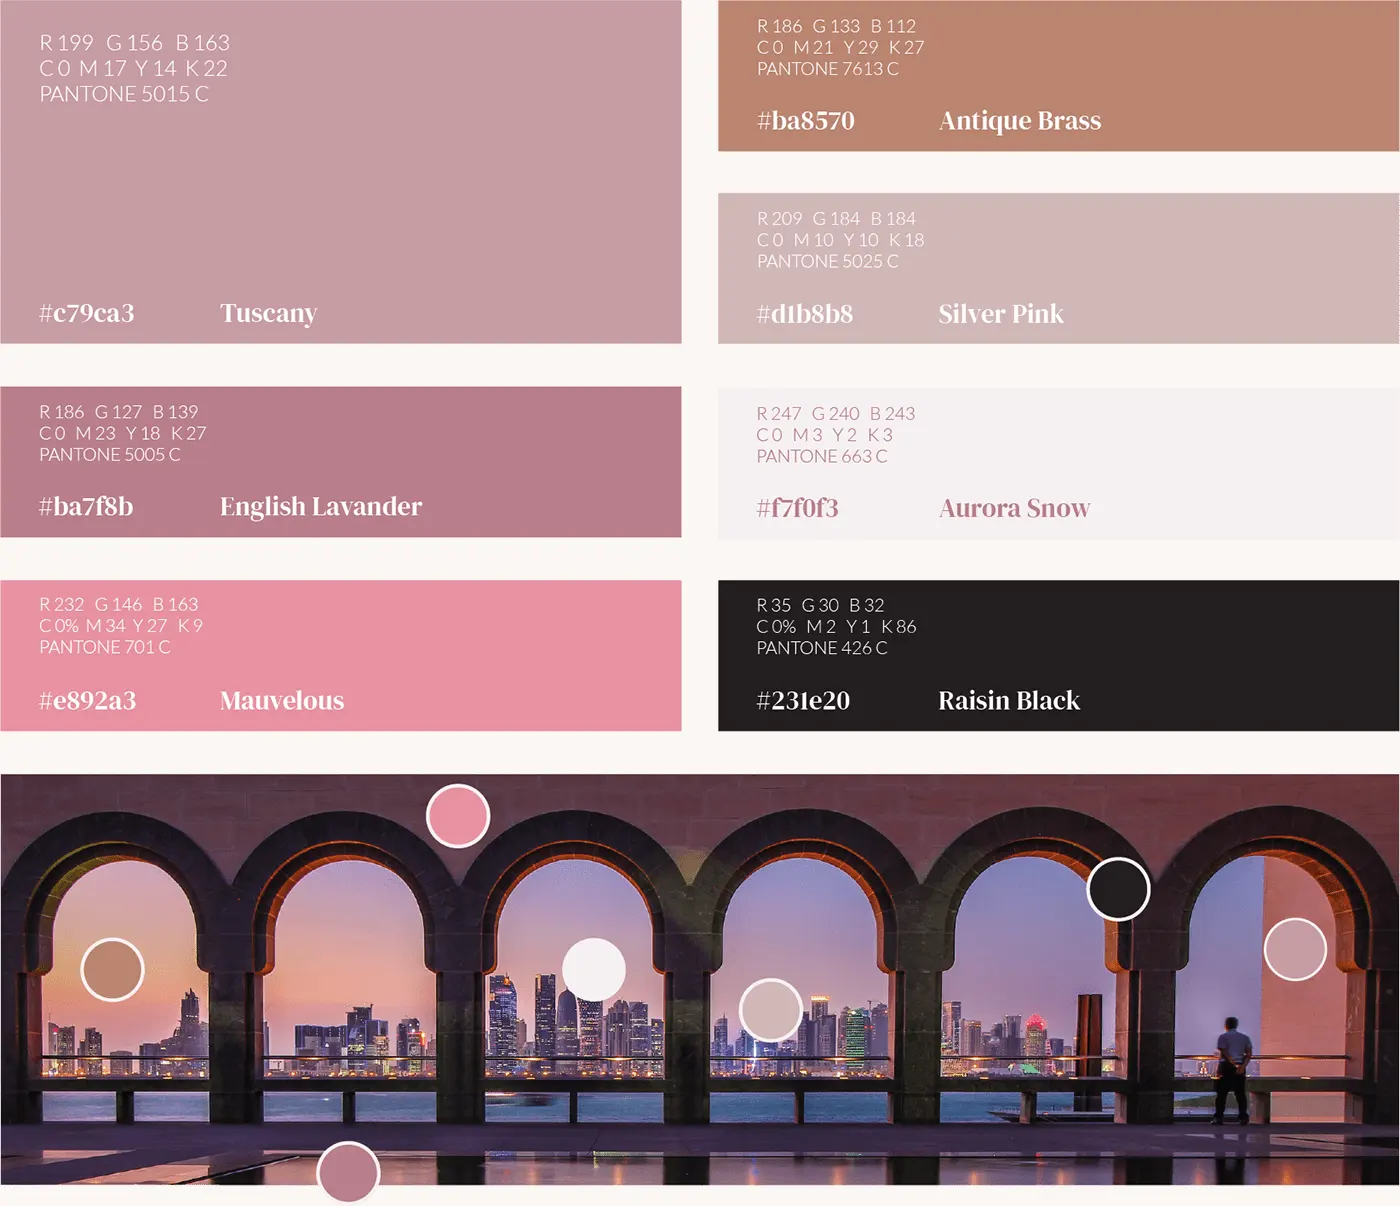 R 199 G 156 B 163
C 0 M 17 Y 14 K 22
PANTONE 5015 C
#c79ca3 Tuscany
R 186 G 127 B 139
C 0 M 23 Y 18 K 27
PANTONE 5005 C
#ba7f8b English Lavander
R 232 G 146 B 163
C 0% M 34 Y 27 K 9
PANTONE 701 C
#e892a3 Mauvelous
R 186 G 133 B 112
C 0 M 21 Y 29 K 27
PANTONE 7613 C
#ba8570 Antique Brass
R 209 G 184 B 184
C 0 M 10 Y 10 K 18
PANTONE 5025 C
#d1b8b8 Silver Pink
R 247 G 240 B 243
C 0 M 3 Y 2 K 3
PANTONE 663 C
#f7f0f3 Aurora Snow
R 35 G 30 B 32
C 0% M 2 Y 1 K 86
PANTONE 426 C
#231e20 Raisin Black